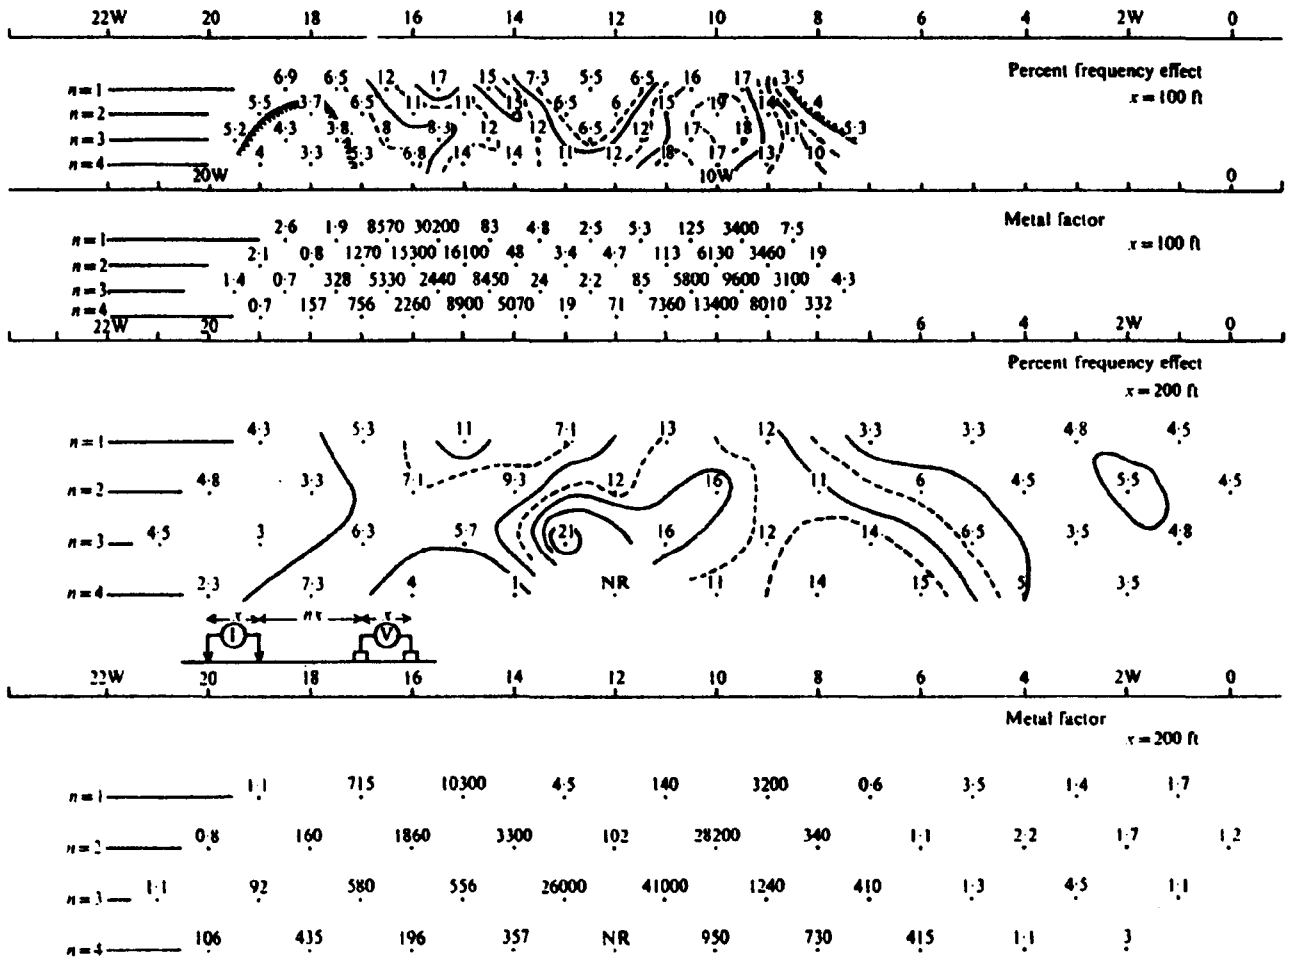 22W 20 18 16 14 12 10 8 6 4 2W 0
Percent frequency effect
x = 100 ft
n = 1 6·9 6·5 12 17 15 7·3 5·5 6·5 16 17 3·5
n = 2 5·5 3·7 6·5 11 11 15 6·5 6 15 19 14 4
n = 3 5·2 4·3 3·8 8 8·3 12 12 6·5 12 17 18 11 5·3
n = 4 4 3·3 5·3 6·8 14 14 11 12 18 17 13 10
20W 10W 0
Metal factor
x = 100 ft
n = 1 2·6 1·9 8570 30200 83 4·8 2·5 5·3 125 3400 7·5
n = 2 2·1 0·8 1270 15300 16100 48 3·4 4·7 113 6130 3460 19
n = 3 1·4 0·7 328 5330 2440 8450 24 2·2 85 5800 9600 3100 4·3
n = 4 0·7 157 756 2260 8900 5070 19 71 7360 13400 8010 332
22W 20 6 4 2W 0
Percent frequency effect
x = 200 ft
n = 1 4·3 5·3 11 7·1 13 12 3·3 3·3 4·8 4·5
n = 2 4·8 3·3 7·1 9·3 12 16 11 6 4·5 5·5 4·5
n = 3 4·5 3 6·3 5·7 21 16 12 14 6·5 3·5 4·8
n = 4 2·3 7·3 4 1 NR 11 14 15 5 3·5
x nx x
I V
22W 20 18 16 14 12 10 8 6 4 2W 0
Metal factor
x = 200 ft
n = 1 1·1 715 10300 4·5 140 3200 0·6 3·5 1·4 1·7
n = 2 0·8 160 1860 3300 102 28200 340 1·1 2·2 1·7 1·2
n = 3 1·1 92 580 556 26000 41000 1240 410 1·3 4·5 1·1
n = 4 106 435 196 357 NR 950 730 415 1·1 3